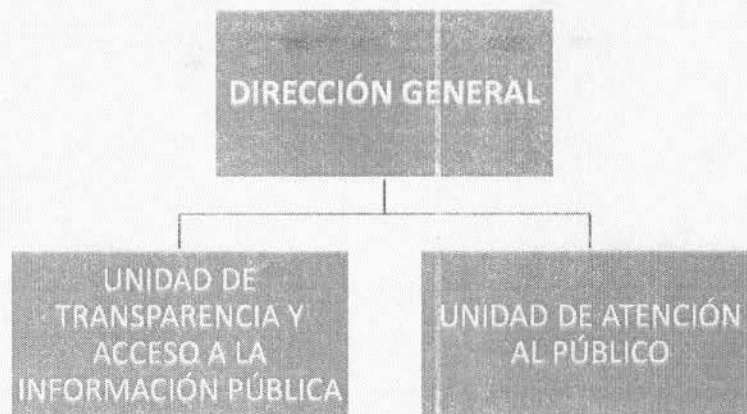 DIRECCIÓN GENERAL
UNIDAD DE
TRANSPARENCIA Y
ACCESO A LA
INFORMACIÓN PÚBLICA
UNIDAD DE ATENCIÓN
AL PÚBLICO